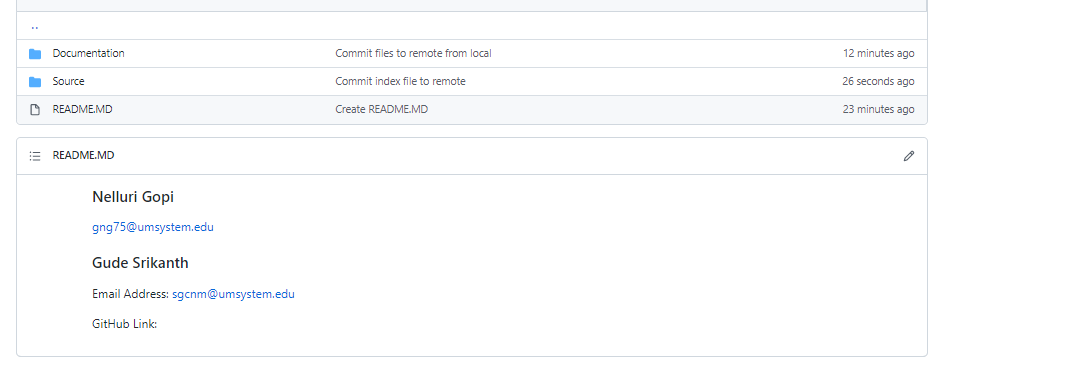 ..
Documentation Commit files to remote from local 12 minutes ago
Source Commit index file to remote 26 seconds ago
README.MD Create README.MD 23 minutes ago
README.MD
Nelluri Gopi
gng75@umsystem.edu
Gude Srikanth
Email Address: sgcnm@umsystem.edu
GitHub Link: